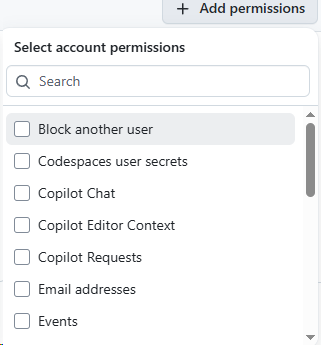 + Add permissions
Select account permissions
Search
Block another user
Codespaces user secrets
Copilot Chat
Copilot Editor Context
Copilot Requests
Email addresses
Events